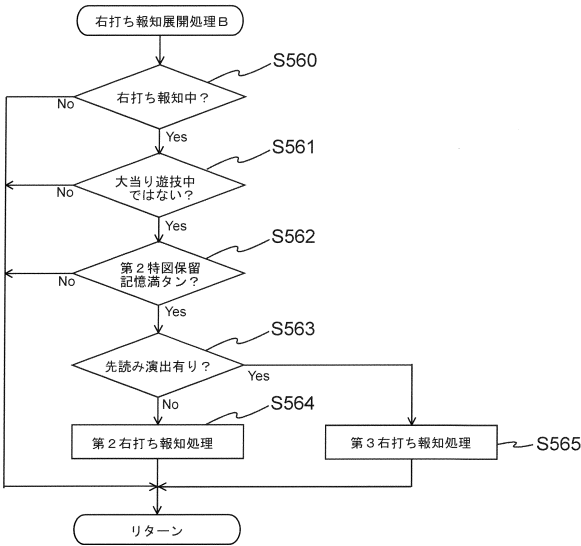 右打ち報知展開処理B
S560
右打ち報知中?
No
Yes
S561
大当り遊技中
ではない?
No
Yes
S562
第2特図保留
記憶満タン?
No
Yes
S563
先読み演出有り?
Yes
No
S564
第2右打ち報知処理
第3右打ち報知処理
S565
リターン